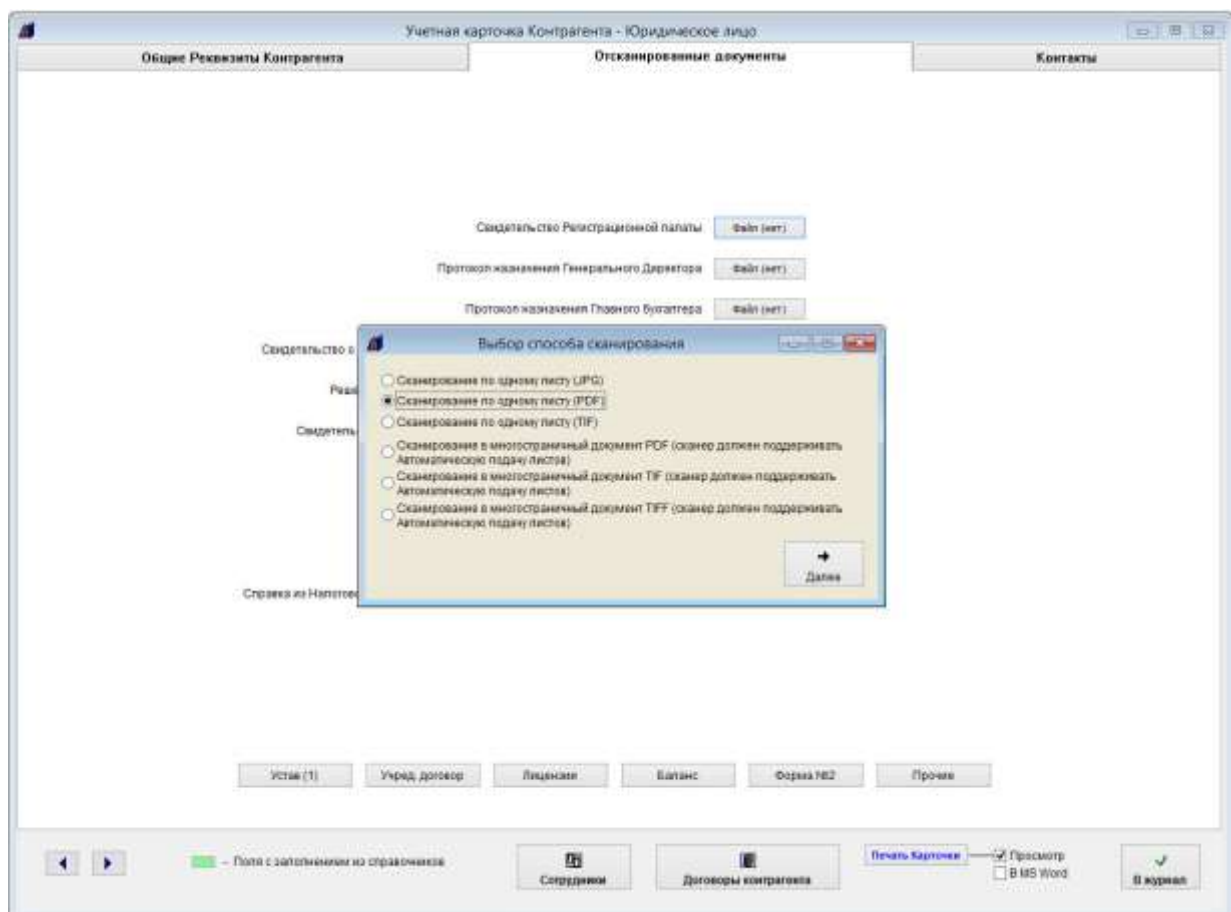 Учетная карточка Контрагента - Юридическое лицо
Общие Реквизиты Контрагента
Отсканированные документы
Контакты
Свидетельство Регистрационной палаты
Файл (нет)
Протокол назначения Генерального Директора
Файл (нет)
Протокол назначения Главного бухгалтера
Файл (нет)
Свидетельство о
Свидетель
Справка из Налогово
Выбор способа сканирования
Сканирование по одному листу (JPG)
Сканирование по одному листу (PDF)
Сканирование по одному листу (TIF)
Сканирование в многостраничный документ PDF (сканер должен поддерживать
Автоматическую подачу листов)
Сканирование в многостраничный документ TIF (сканер должен поддерживать
Автоматическую подачу листов)
Сканирование в многостраничный документ TIFF (сканер должен поддерживать
Автоматическую подачу листов)
Далее
Устав (1)
Учред. договор
Лицензии
Баланс
Форма №2
Прочие
– Поля с заполнением из справочников
Сотрудники
Договоры контрагента
Печать Карточки
Просмотр
В MS Word
В журнал